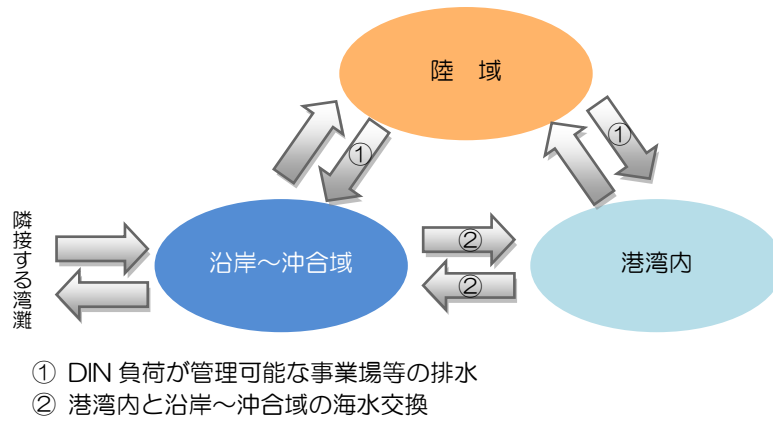 陸　域
①
①
隣接する湾灘
沿岸～沖合域
②
②
港湾内
① DIN 負荷が管理可能な事業場等の排水
② 港湾内と沿岸～沖合域の海水交換